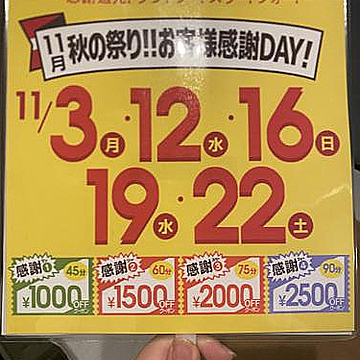 11月 秋の祭り!!お客様感謝DAY!
11/3月・12水・16日
19水・22土
感謝1 45分 感謝2 60分 感謝3 75分 感謝4 90分
¥1000OFF ¥1500OFF ¥2000OFF ¥2500OFF